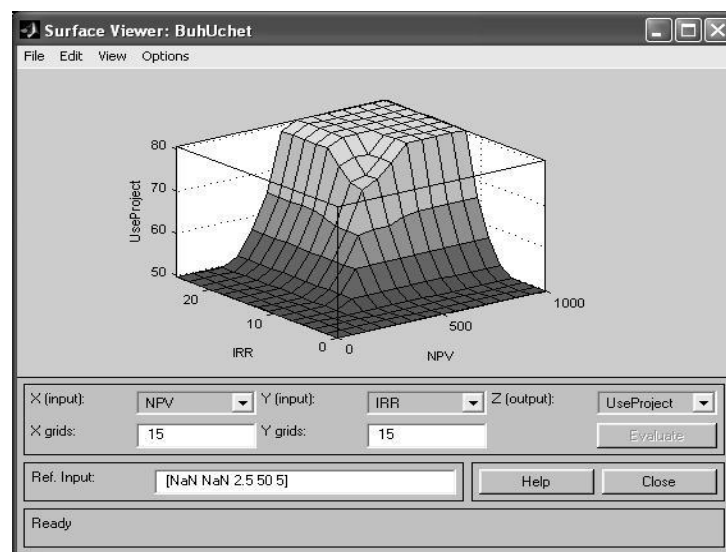 Surface Viewer: BuhUchet
File Edit View Options
80
70
60
50
UseProject
20
10
0
IRR
0
500
1000
NPV
X (input): NPV Y (input): IRR Z (output): UseProject
X grids: 15 Y grids: 15 Evaluate
Ref. Input: [NaN NaN 2.5 50 5] Help Close
Ready